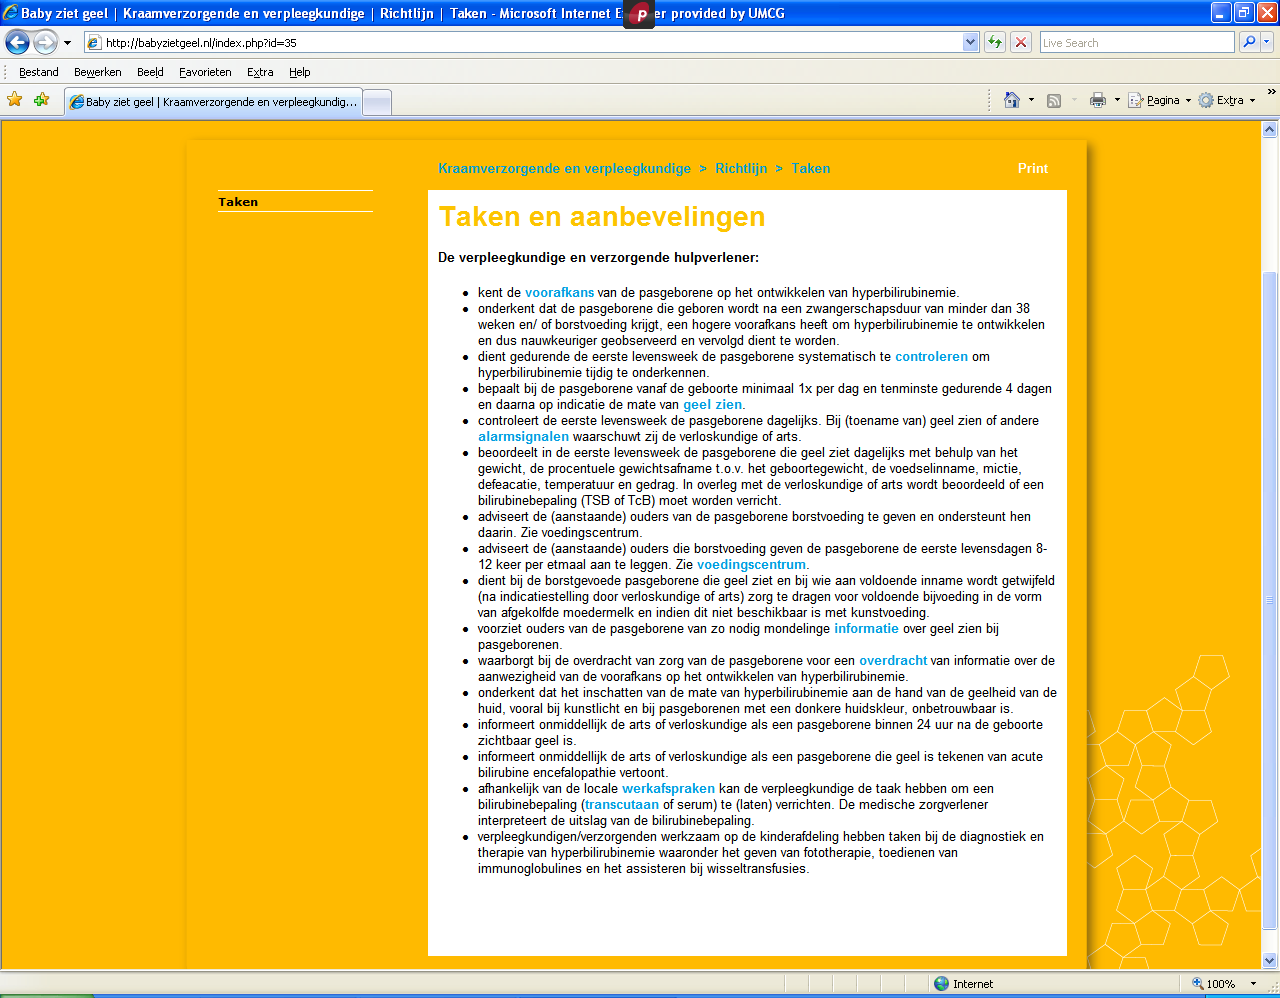 Baby ziet geel | Kraamverzorgende en verpleegkundige | Richtlijn | Taken - Microsoft Internet Ex er provided by UMCG
http://babyzietgeel.nl/index.php?id=35
Live Search
Bestand Bewerken Beeld Favorieten Extra Help
Baby ziet geel | Kraamverzorgende en verpleegkundig...
Pagina Extra
Kraamverzorgende en verpleegkundige > Richtlijn > Taken Print
Taken
Taken en aanbevelingen
De verpleegkundige en verzorgende hulpverlener:
• kent de voorafkans van de pasgeborene op het ontwikkelen van hyperbilirubinemie.
• onderkent dat de pasgeborene die geboren wordt na een zwangerschapsduur van minder dan 38
weken en/ of borstvoeding krijgt, een hogere voorafkans heeft om hyperbilirubinemie te ontwikkelen
en dus nauwkeuriger geobserveerd en vervolgd dient te worden.
• dient gedurende de eerste levensweek de pasgeborene systematisch te controleren om
hyperbilirubinemie tijdig te onderkennen.
• bepaalt bij de pasgeborene vanaf de geboorte minimaal 1x per dag en tenminste gedurende 4 dagen
en daarna op indicatie de mate van geel zien.
• controleert de eerste levensweek de pasgeborene dagelijks. Bij (toename van) geel zien of andere
alarmsignalen waarschuwt zij de verloskundige of arts.
• beoordeelt in de eerste levensweek de pasgeborene die geel ziet dagelijks met behulp van het
gewicht, de procentuele gewichtsafname t.o.v. het geboortegewicht, de voedselinname, mictie,
defeacatie, temperatuur en gedrag. In overleg met de verloskundige of arts wordt beoordeeld of een
bilirubinebepaling (TSB of TcB) moet worden verricht.
• adviseert de (aanstaande) ouders van de pasgeborene borstvoeding te geven en ondersteunt hen
daarin. Zie voedingscentrum.
• adviseert de (aanstaande) ouders die borstvoeding geven de pasgeborene de eerste levensdagen 8-
12 keer per etmaal aan te leggen. Zie voedingscentrum.
• dient bij de borstgevoede pasgeborene die geel ziet en bij wie aan voldoende inname wordt getwijfeld
(na indicatiestelling door verloskundige of arts) zorg te dragen voor voldoende bijvoeding in de vorm
van afgekolfde moedermelk en indien dit niet beschikbaar is met kunstvoeding.
• voorziet ouders van de pasgeborene van zo nodig mondelinge informatie over geel zien bij
pasgeborenen.
• waarborgt bij de overdracht van zorg van de pasgeborene voor een overdracht van informatie over de
aanwezigheid van de voorafkans op het ontwikkelen van hyperbilirubinemie.
• onderkent dat het inschatten van de mate van hyperbilirubinemie aan de hand van de geelheid van de
huid, vooral bij kunstlicht en bij pasgeborenen met een donkere huidskleur, onbetrouwbaar is.
• informeert onmiddellijk de arts of verloskundige als een pasgeborene binnen 24 uur na de geboorte
zichtbaar geel is.
• informeert onmiddellijk de arts of verloskundige als een pasgeborene die geel is tekenen van acute
bilirubine encefalopathie vertoont.
• afhankelijk van de locale werkafspraken kan de verpleegkundige de taak hebben om een
bilirubinebepaling (transcutaan of serum) te (laten) verrichten. De medische zorgverlener
interpreteert de uitslag van de bilirubinebepaling.
• verpleegkundigen/verzorgenden werkzaam op de kinderafdeling hebben taken bij de diagnostiek en
therapie van hyperbilirubinemie waaronder het geven van fototherapie, toedienen van
immunoglobulines en het assisteren bij wisseltransfusies.
Internet 100%